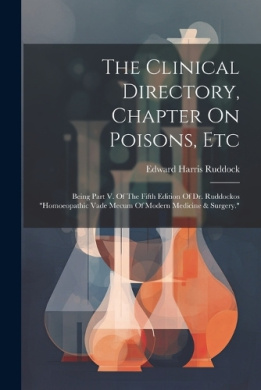 The Clinical
Directory,
Chapter On
Poisons, Etc
Edward Harris Ruddock
Being Part V. Of The Fifth Edition Of Dr. Ruddockos
"Homoeopathic Vade Mecum Of Modern Medicine & Surgery."